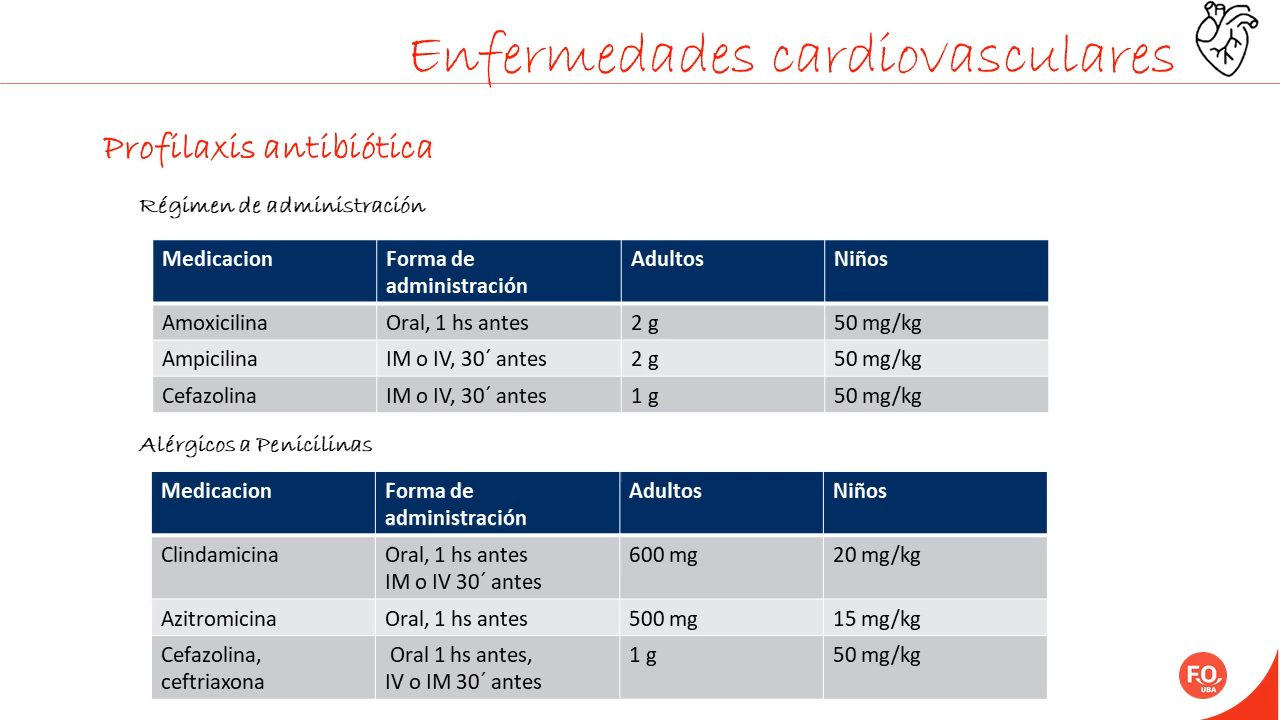 Enfermedades cardiovasculares
Profilaxis antibiótica
Régimen de administración
Medicacion Forma de administración Adultos Niños
Amoxicilina Oral, 1 hs antes 2 g 50 mg/kg
Ampicilina IM o IV, 30´ antes 2 g 50 mg/kg
Cefazolina IM o IV, 30´ antes 1 g 50 mg/kg
Alérgicos a Penicilinas
Medicacion Forma de administración Adultos Niños
Clindamicina Oral, 1 hs antes 600 mg 20 mg/kg
IM o IV 30´ antes
Azitromicina Oral, 1 hs antes 500 mg 15 mg/kg
Cefazolina, Oral 1 hs antes, 1 g 50 mg/kg
ceftriaxona IV o IM 30´ antes
FO
UBA